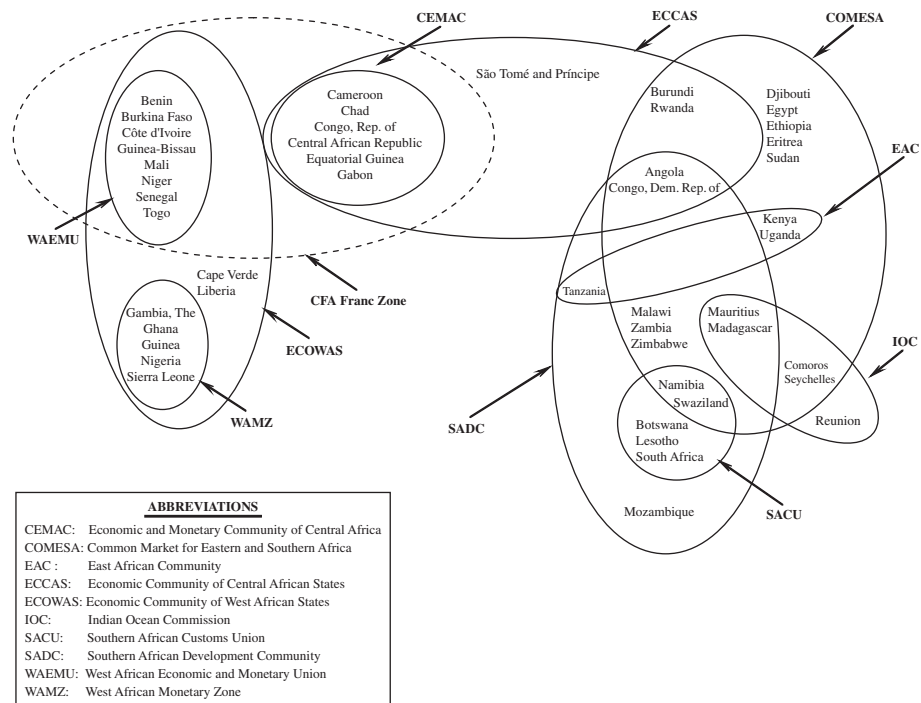 CEMAC
ECCAS
COMESA
São Tomé and Príncipe
Cameroon
Chad
Congo, Rep. of
Central African Republic
Equatorial Guinea
Gabon
Benin
Burkina Faso
Côte d'Ivoire
Guinea-Bissau
Mali
Niger
Senegal
Togo
Burundi
Rwanda
Djibouti
Egypt
Ethiopia
Eritrea
Sudan
EAC
Angola
Congo, Dem. Rep. of
Kenya
Uganda
WAEMU
Cape Verde
Liberia
CFA Franc Zone
Tanzania
Gambia, The
Ghana
Guinea
Nigeria
Sierra Leone
ECOWAS
Malawi
Zambia
Zimbabwe
Mauritius
Madagascar
IOC
Comoros
Seychelles
Namibia
Swaziland
Reunion
WAMZ
SADC
Botswana
Lesotho
South Africa
Mozambique
SACU
ABBREVIATIONS
CEMAC: Economic and Monetary Community of Central Africa
COMESA: Common Market for Eastern and Southern Africa
EAC : East African Community
ECCAS: Economic Community of Central African States
ECOWAS: Economic Community of West African States
IOC: Indian Ocean Commission
SACU: Southern African Customs Union
SADC: Southern African Development Community
WAEMU: West African Economic and Monetary Union
WAMZ: West African Monetary Zone